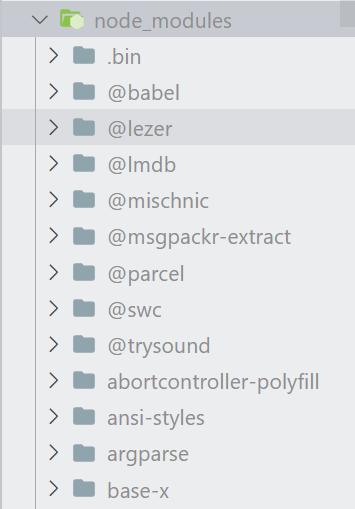 node_modules
.bin
@babel
@lezer
@lmdb
@mischnic
@msgpackr-extract
@parcel
@swc
@trysound
abortcontroller-polyfill
ansi-styles
argparse
base-x